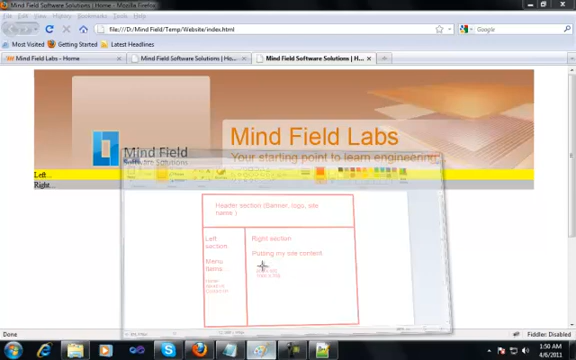 Mind Field Software Solutions | Home - Mozilla Firefox
File Edit View History Bookmarks Tools Help
file:///D:/Mind Field/Temp/Website/index.html
Google
Most Visited Getting Started Latest Headlines
Mind Field Labs - Home
Mind Field Software Solutions | Ho...
Mind Field Software Solutions | H...
Mind Field Labs
Your starting point to learn engineering
Mind Field
Software Solutions
Left...
Right...
Header section (Banner, logo, site
name )
Left
section
Right section
Putting my site content
Menu
Items
Done
Fiddler: Disabled
1:50 AM
4/6/2011